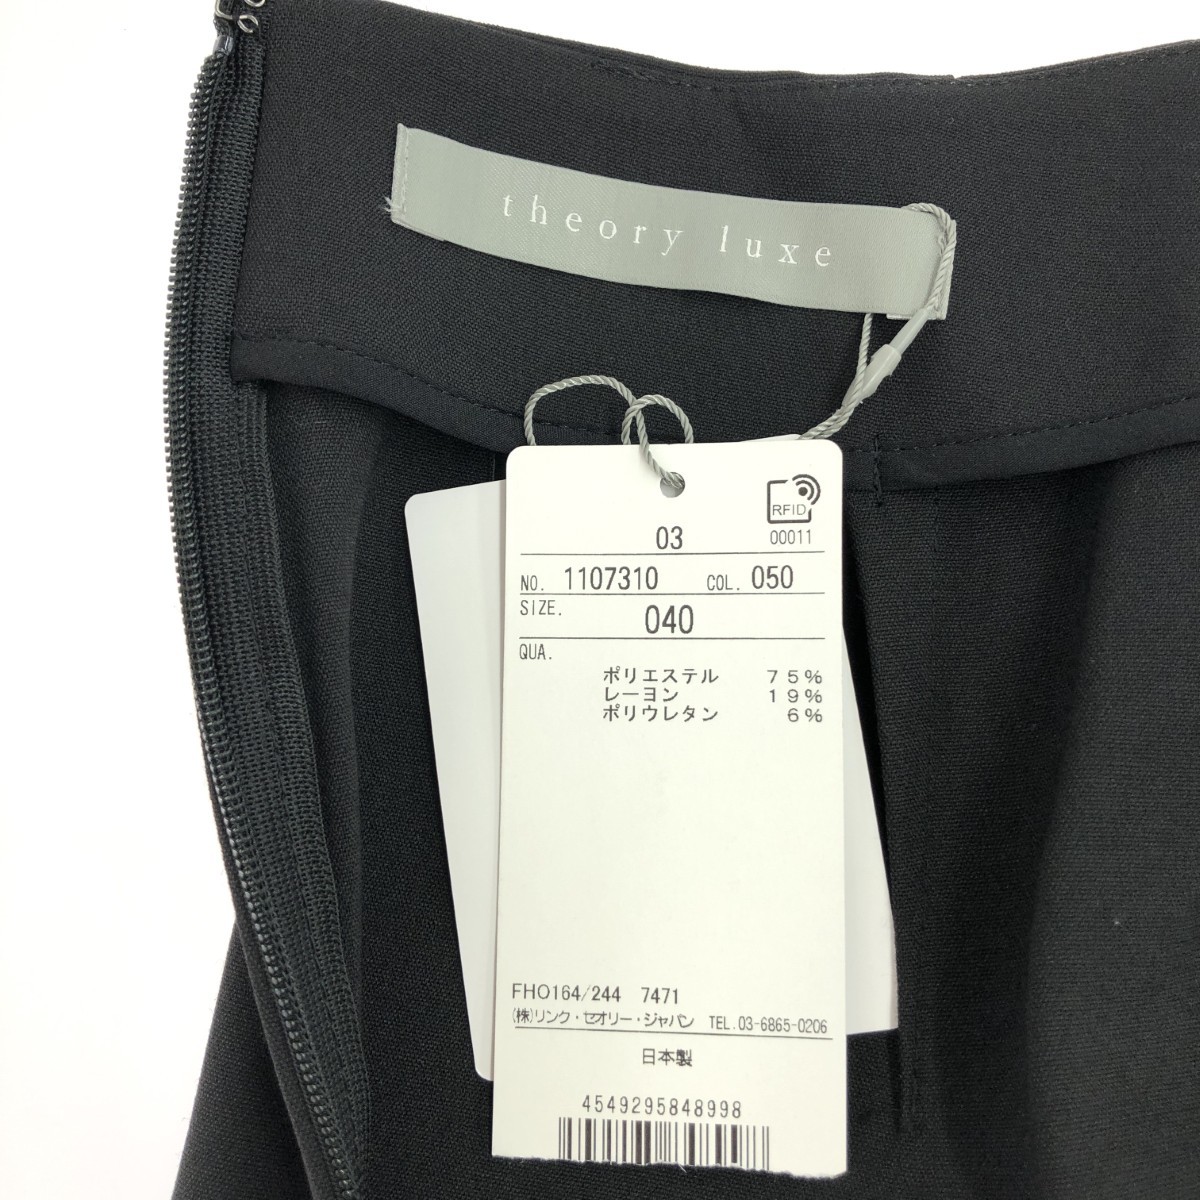 theory luxe
RFID
03 00011
NO. 1107310 COL. 050
SIZE. 040
QUA.
ポリエステル 75%
レーヨン 19%
ポリウレタン 6%
FH0164/244 7471
(株)リンク・セオリー・ジャパン TEL.03-6865-0206
日本製
4549295848998